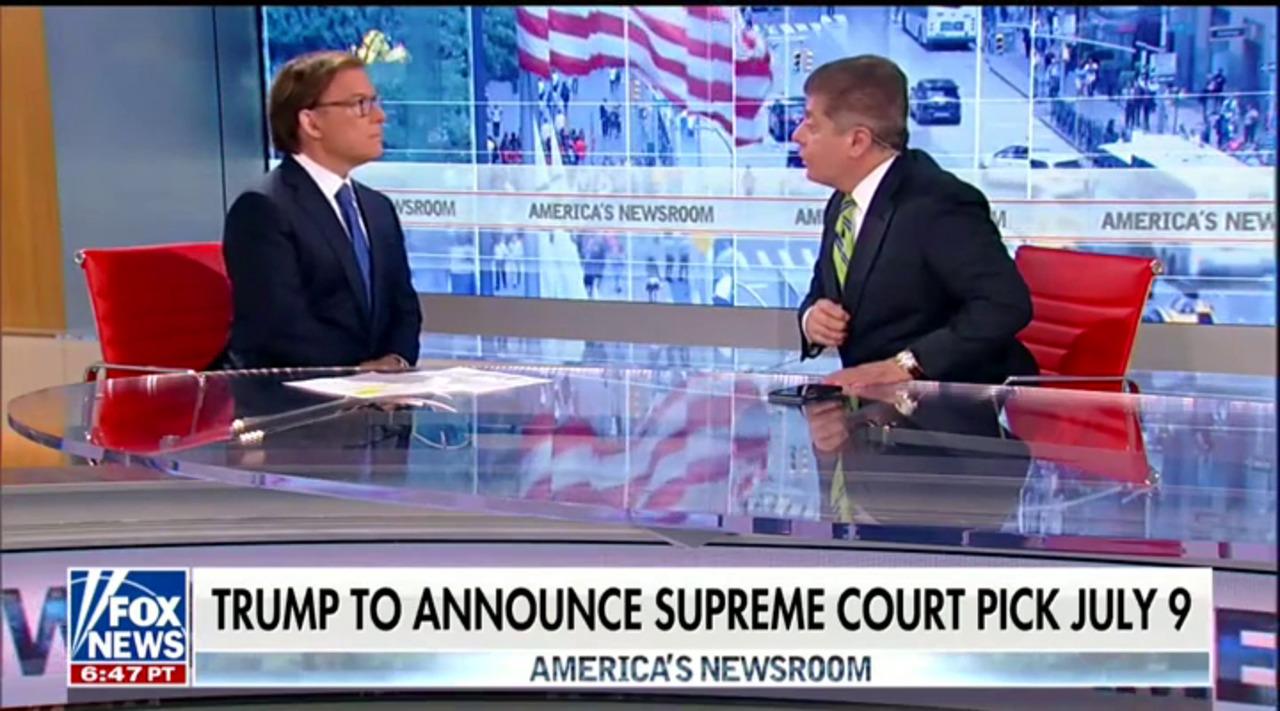 WSROOM
AMERICA'S NEWSROOM
AM
M
AMERICA'S NEW
W
FOX
NEWS
6:47 PT
TRUMP TO ANNOUNCE SUPREME COURT PICK JULY 9
AMERICA'S NEWSROOM
E